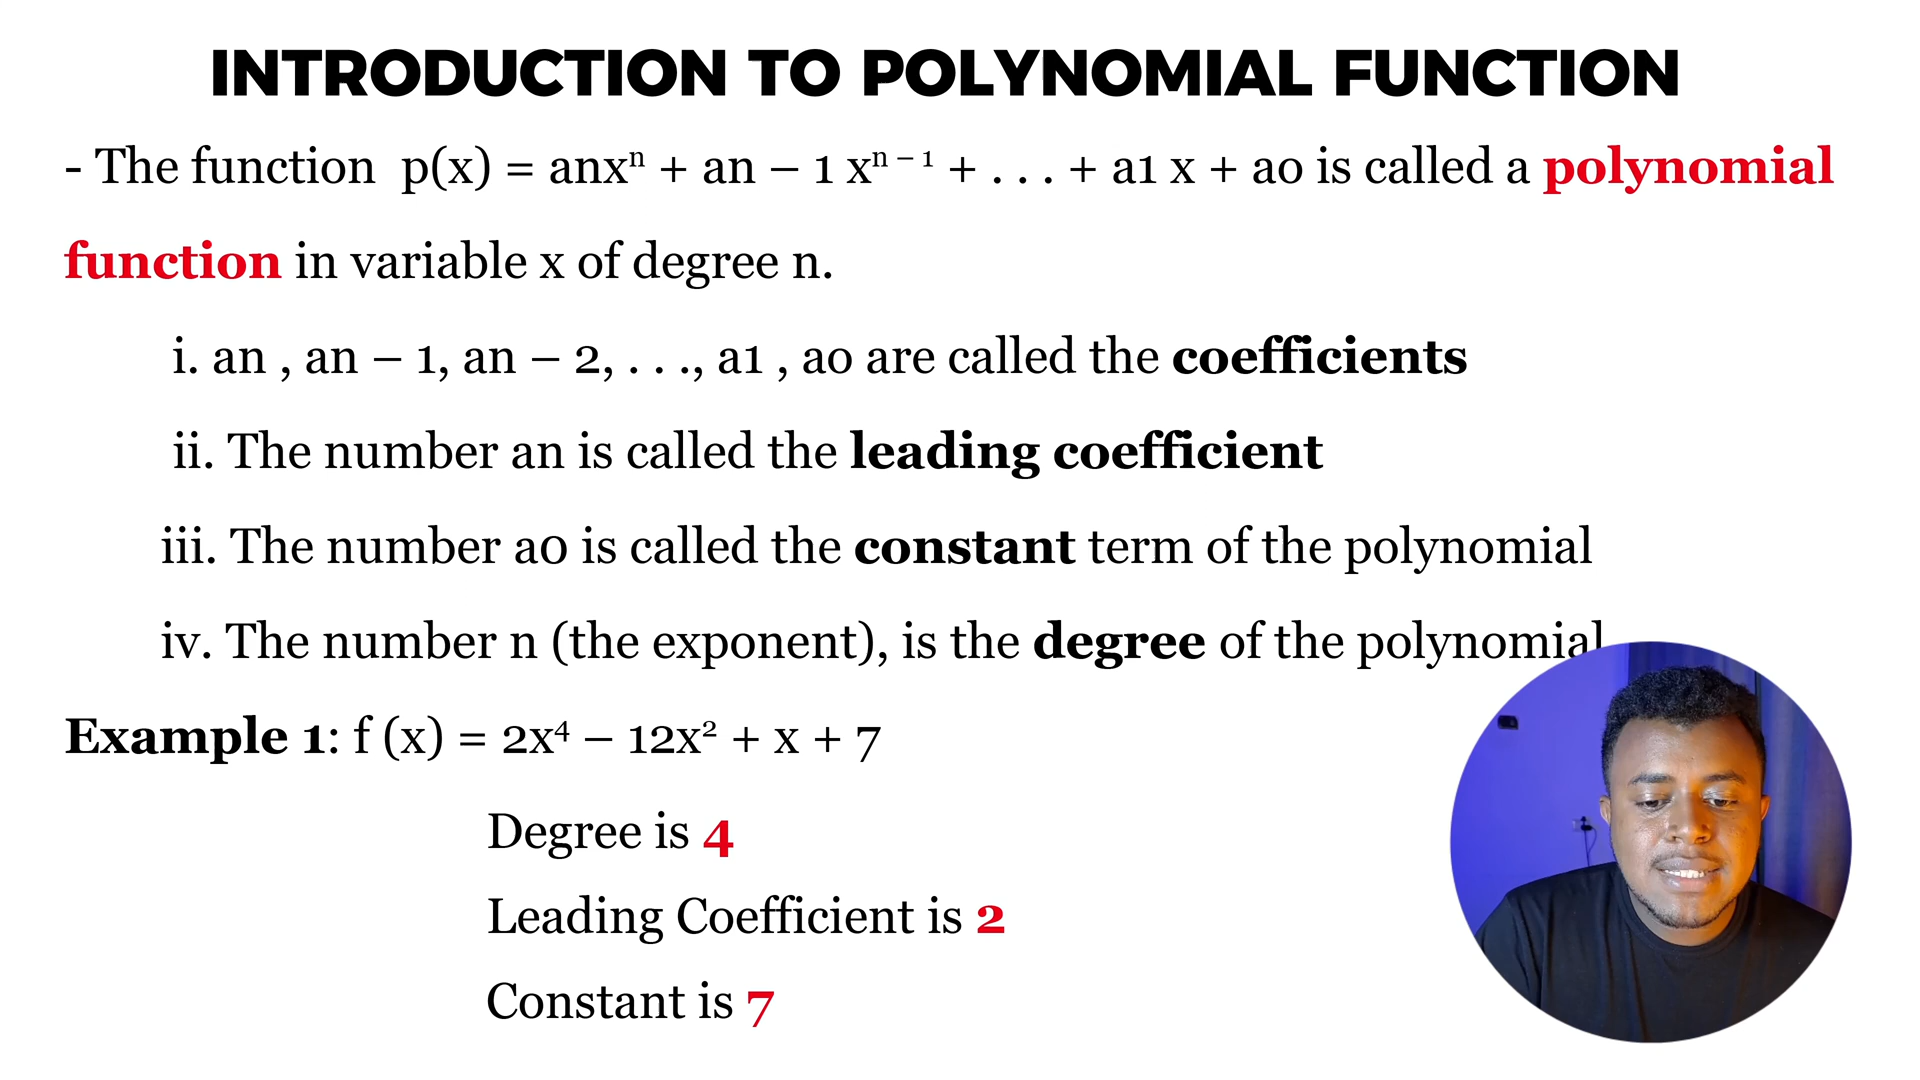 INTRODUCTION TO POLYNOMIAL FUNCTION
- The function p(x) = anxⁿ + an – 1 xⁿ ⁻ ¹ + . . . + a1 x + a0 is called a polynomial
function in variable x of degree n.
i. an , an – 1, an – 2, . . ., a1 , a0 are called the coefficients
ii. The number an is called the leading coefficient
iii. The number a0 is called the constant term of the polynomial
iv. The number n (the exponent), is the degree of the polynomial
Example 1: f (x) = 2x⁴ – 12x² + x + 7
Degree is 4
Leading Coefficient is 2
Constant is 7